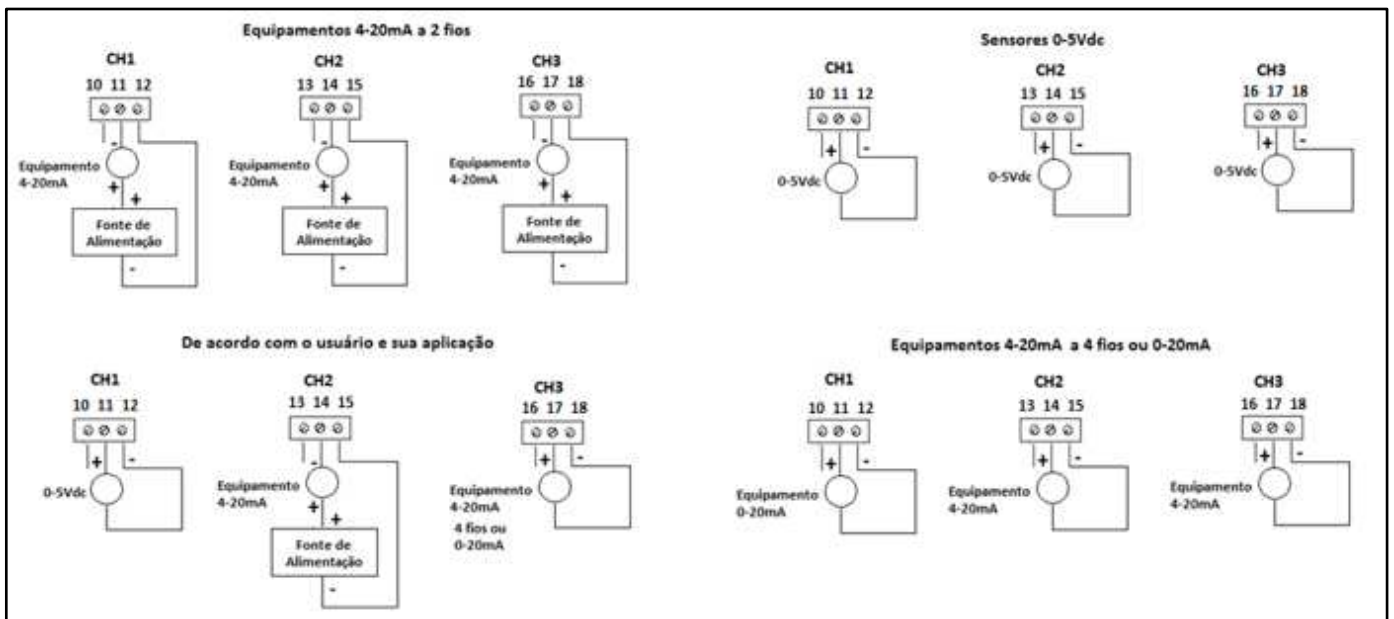 Equipamentos 4-20mA a 2 fios
CH1
10 11 12
-
Equipamento
4-20mA
+
+
Fonte de
Alimentação
-
CH2
13 14 15
-
Equipamento
4-20mA
+
+
Fonte de
Alimentação
-
CH3
16 17 18
-
Equipamento
4-20mA
+
+
Fonte de
Alimentação
-
Sensores 0-5Vdc
CH1
10 11 12
+ -
0-5Vdc
CH2
13 14 15
+ -
0-5Vdc
CH3
16 17 18
+ -
0-5Vdc
De acordo com o usuário e sua aplicação
CH1
10 11 12
+ -
0-5Vdc
CH2
13 14 15
-
Equipamento
4-20mA
+
+
Fonte de
Alimentação
-
CH3
16 17 18
+ -
Equipamento
4-20mA
4 fios ou
0-20mA
Equipamentos 4-20mA a 4 fios ou 0-20mA
CH1
10 11 12
+ -
Equipamento
0-20mA
CH2
13 14 15
+ -
Equipamento
4-20mA
CH3
16 17 18
+ -
Equipamento
4-20mA